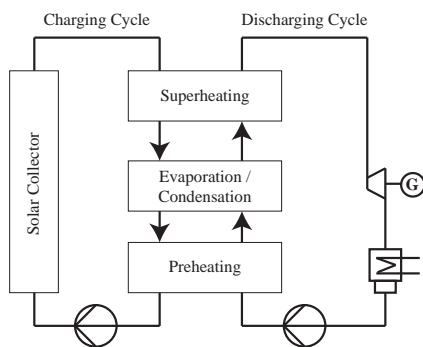 Charging Cycle
Discharging Cycle
Solar Collector
Superheating
Evaporation /
Condensation
Preheating
G